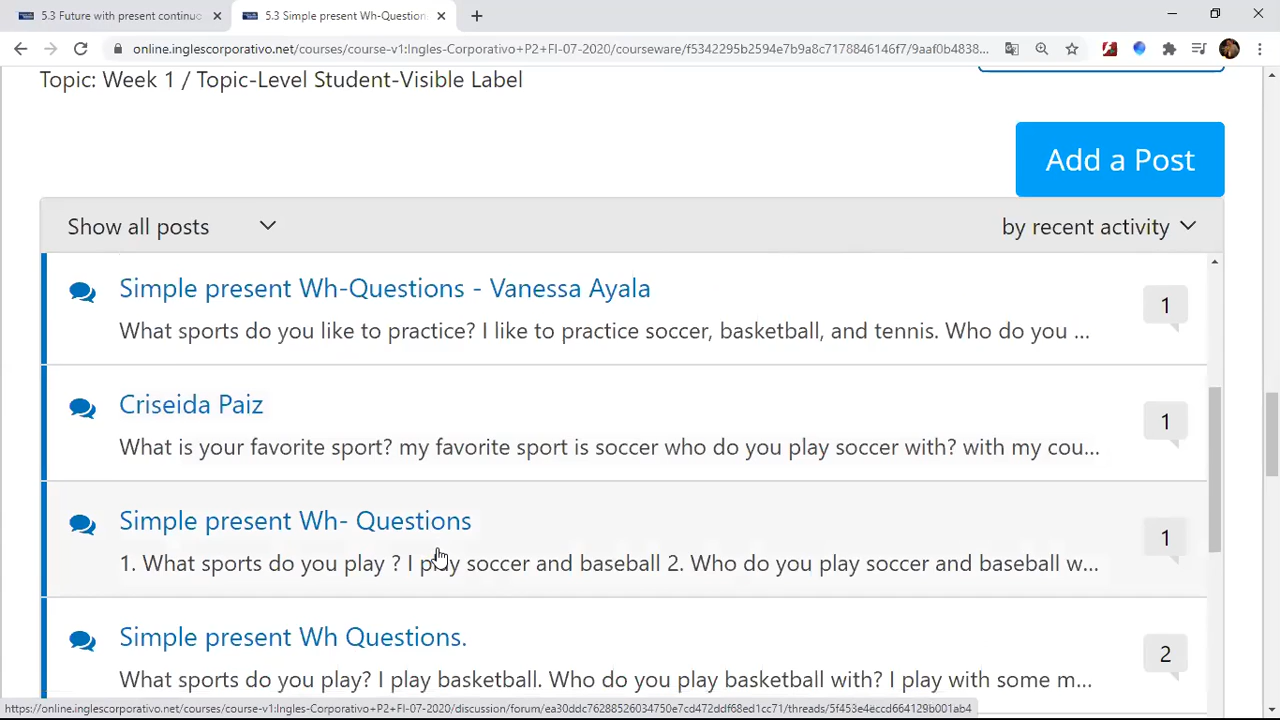 5.3 Future with present continuo
5.3 Simple present Wh-Question
online.inglescorporativo.net/courses/course-v1:Ingles-Corporativo+P2+FI-07-2020/courseware/f5342295b2594e7b9a8c7178846146f7/9aaf0b4838...
Topic: Week 1 / Topic-Level Student-Visible Label
Add a Post
Show all posts
by recent activity
Simple present Wh-Questions - Vanessa Ayala
1
What sports do you like to practice? I like to practice soccer, basketball, and tennis. Who do you ...
Criseida Paiz
1
What is your favorite sport? my favorite sport is soccer who do you play soccer with? with my cou...
Simple present Wh- Questions
1
1. What sports do you play ? I play soccer and baseball 2. Who do you play soccer and baseball w...
Simple present Wh Questions.
2
What sports do you play? I play basketball. Who do you play basketball with? I play with some m...
https://online.inglescorporativo.net/courses/course-v1:Ingles-Corporativo+P2+FI-07-2020/discussion/forum/ea30ddc76288526034750e7cd472ddf68ed1cc71/threads/5f453e4eccd664129b001ab4